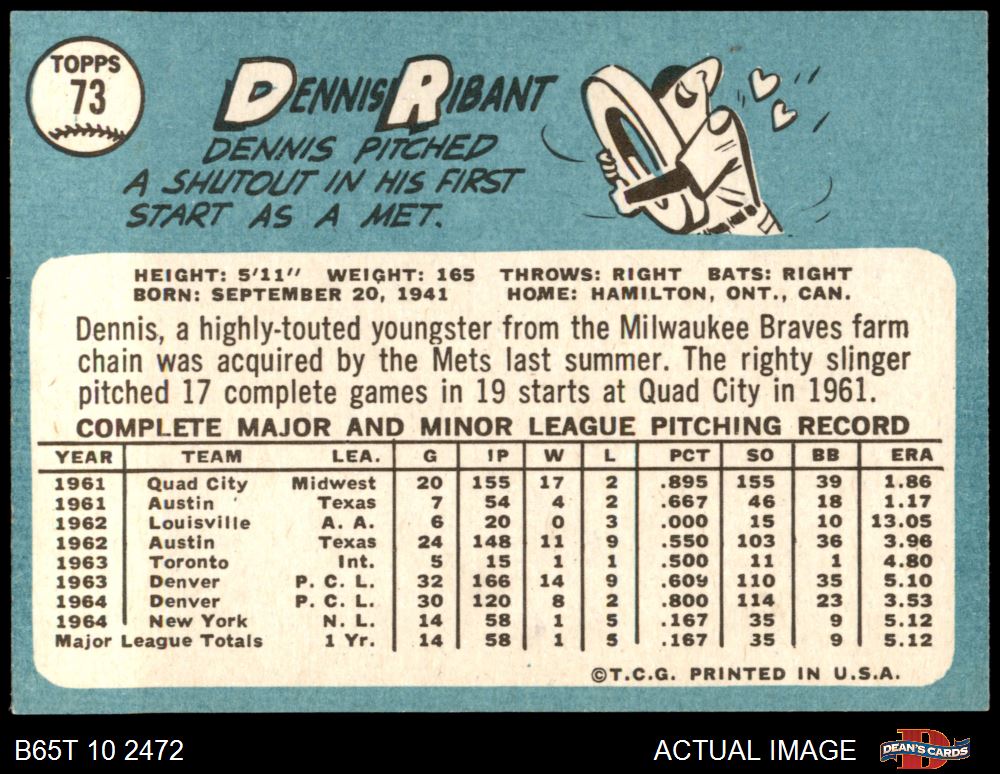 TOPPS
73
DENNIS RIBANT
DENNIS PITCHED
A SHUTOUT IN HIS FIRST
START AS A MET.
HEIGHT: 5'11" WEIGHT: 165 THROWS: RIGHT BATS: RIGHT
BORN: SEPTEMBER 20, 1941 HOME: HAMILTON, ONT., CAN.
Dennis, a highly-touted youngster from the Milwaukee Braves farm
chain was acquired by the Mets last summer. The righty slinger
pitched 17 complete games in 19 starts at Quad City in 1961.
COMPLETE MAJOR AND MINOR LEAGUE PITCHING RECORD
YEAR TEAM LEA. G IP W L PCT SO BB ERA
1961 Quad City Midwest 20 155 17 2 .895 155 39 1.86
1961 Austin Texas 7 54 4 2 .667 46 18 1.17
1962 Louisville A. A. 6 20 0 3 .000 15 10 13.05
1962 Austin Texas 24 148 11 9 .550 103 36 3.96
1963 Toronto Int. 5 15 1 1 .500 11 1 4.80
1963 Denver P. C. L. 32 166 14 9 .609 110 35 5.10
1964 Denver P. C. L. 30 120 8 2 .800 114 23 3.53
1964 New York N. L. 14 58 1 5 .167 35 9 5.12
Major League Totals 1 Yr. 14 58 1 5 .167 35 9 5.12
©T.C.G. PRINTED IN U.S.A.
B65T 10 2472 ACTUAL IMAGE DEAN'S CARDS